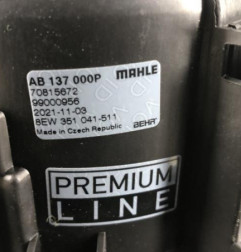 AB 137 000P MAHLE
70815672
99000956
2021-11-03
8EW 351 041-511
Made in Czech Republic BEHR
PREMIUM
LINE